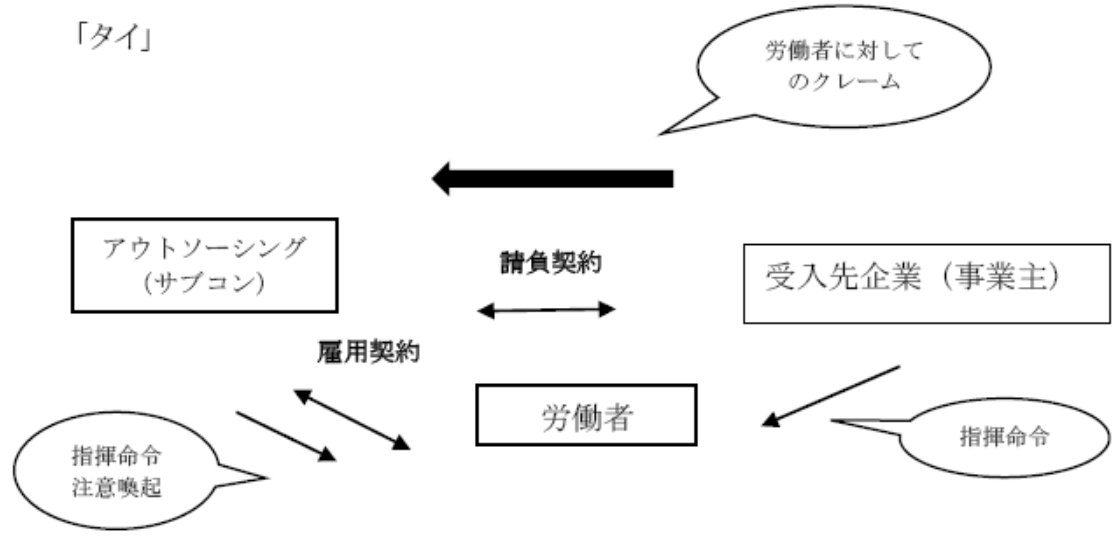 「タイ」
労働者に対して
のクレーム
アウトソーシング
(サブコン)
請負契約
受入先企業(事業主)
雇用契約
労働者
指揮命令
注意喚起
指揮命令